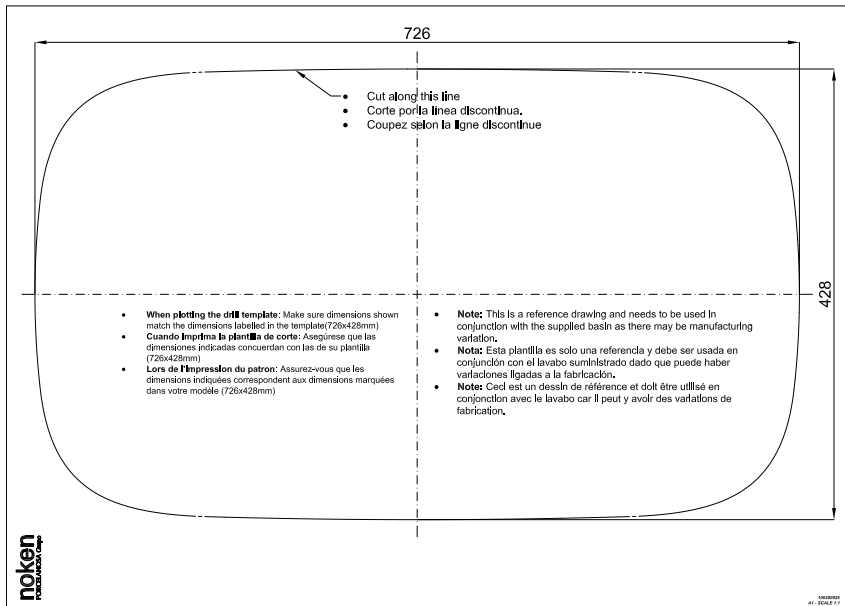 726
• Cut along this line
• Corte por la línea discontinua.
• Coupez selon la ligne discontinue
428
• When plotting the drill template: Make sure dimensions shown
match the dimensions labelled in the template(726x428mm)
• Cuando imprima la plantilla de corte: Asegúrese que las
dimensiones indicadas concuerdan con las de su plantilla
(726x428mm)
• Lors de l'impression du patron: Assurez-vous que les
dimensions indiquées correspondent aux dimensions marquées
dans votre modèle (726x428mm)
• Note: This is a reference drawing and needs to be used in
conjunction with the supplied basin as there may be manufacturing
variation.
• Nota: Esta plantilla es solo una referencia y debe ser usada en
conjunción con el lavabo suministrado dado que puede haber
variaciones ligadas a la fabricación.
• Note: Ceci est un dessin de référence et doit être utilisé en
conjonction avec le lavabo car il peut y avoir des variations de
fabrication.
noken
PORCELANOSA Grupo
A1 - SCALE 1:1